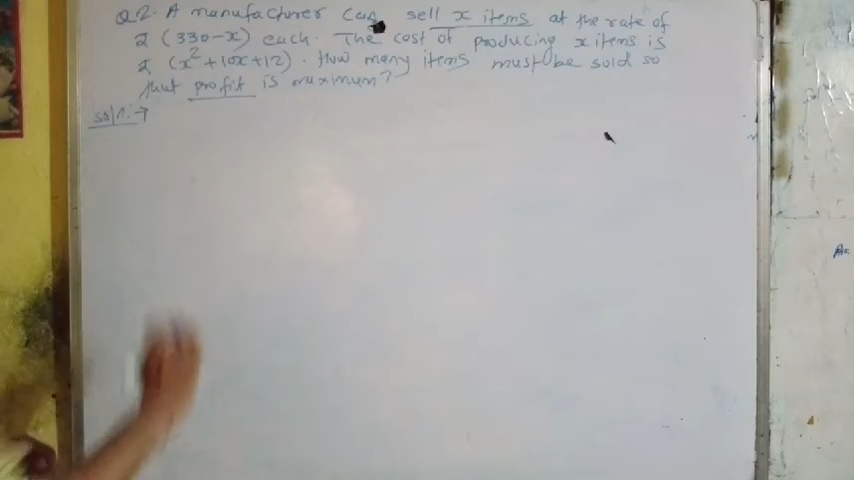 Q2. A manufacturer can sell x items at the rate of
₹ (330-x) each. The cost of producing x items is
₹ (x² + 10x + 12). How many items must be sold so
that profit is maximum?
Soln:→